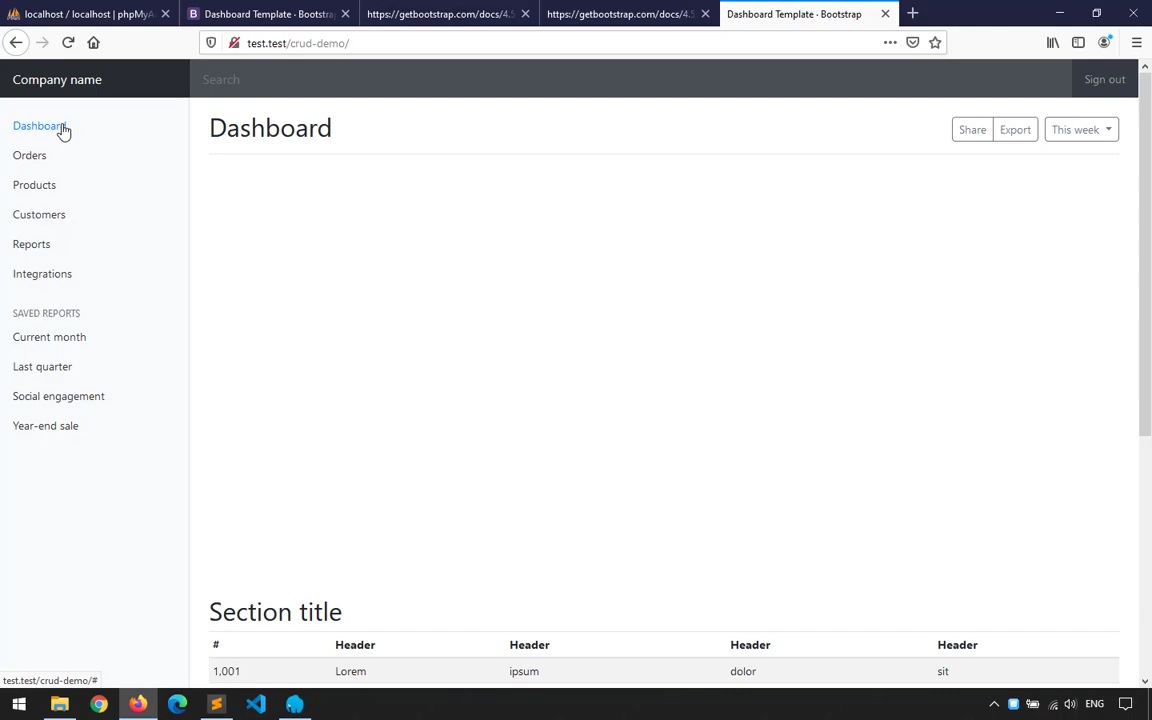 localhost / localhost | phpMyA
Dashboard Template · Bootstra
https://getbootstrap.com/docs/4.5
https://getbootstrap.com/docs/4.5
Dashboard Template · Bootstrap
test.test/crud-demo/
Company name
Search
Sign out
Dashboard
Orders
Products
Customers
Reports
Integrations
SAVED REPORTS
Current month
Last quarter
Social engagement
Year-end sale
Dashboard
Share
Export
This week
Section title
# Header Header Header Header
1,001 Lorem ipsum dolor sit
test.test/crud-demo/#
ENG